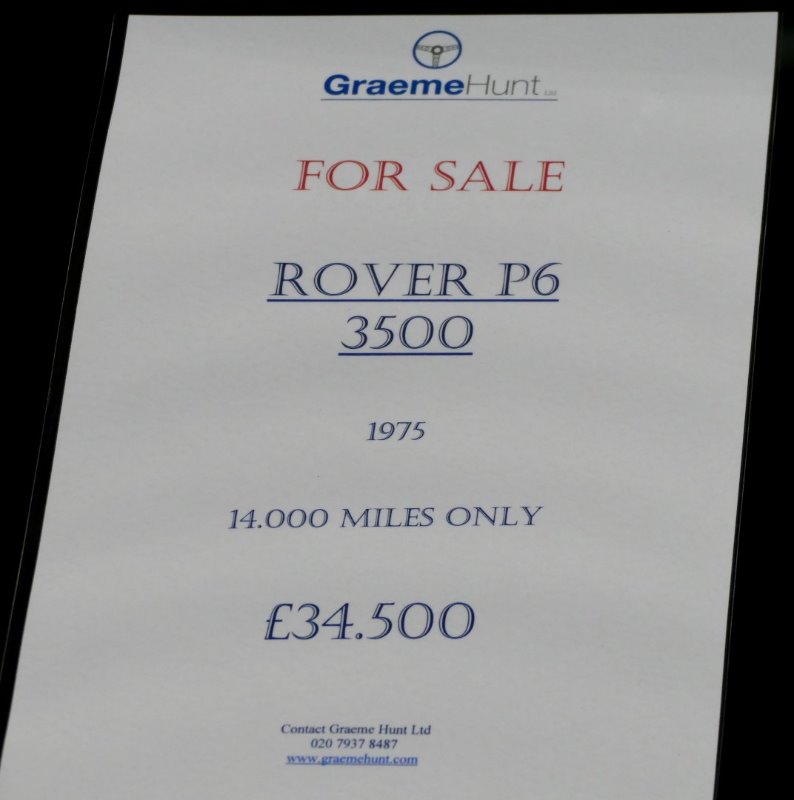 GraemeHunt Ltd
FOR SALE
ROVER P6
3500
1975
14.000 MILES ONLY
£34.500
Contact Graeme Hunt Ltd
020 7937 8487
www.graemehunt.com